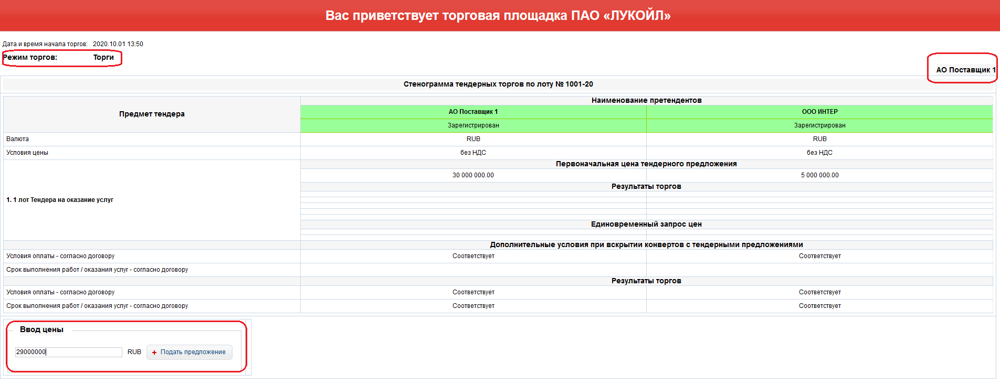 Вас приветствует торговая площадка ПАО «ЛУКОЙЛ»
Дата и время начала торгов: 2020.10.01 13:50
Режим торгов: Торги
АО Поставщик 1
Стенограмма тендерных торгов по лоту № 1001-20
Предмет тендера
Наименование претендентов
АО Поставщик 1 ООО ИНТЕР
Зарегистрирован Зарегистрирован
Валюта RUB RUB
Условия цены без НДС без НДС
1. 1 лот Тендера на оказание услуг
Первоначальная цена тендерного предложения
30 000 000.00 5 000 000.00
Результаты торгов
Единовременный запрос цен
Дополнительные условия при вскрытии конвертов с тендерными предложениями
Условия оплаты - согласно договору Соответствует Соответствует
Срок выполнения работ / оказания услуг - согласно договору
Результаты торгов
Условия оплаты - согласно договору Соответствует Соответствует
Срок выполнения работ / оказания услуг - согласно договору Соответствует Соответствует
Ввод цены
29000000 RUB + Подать предложение